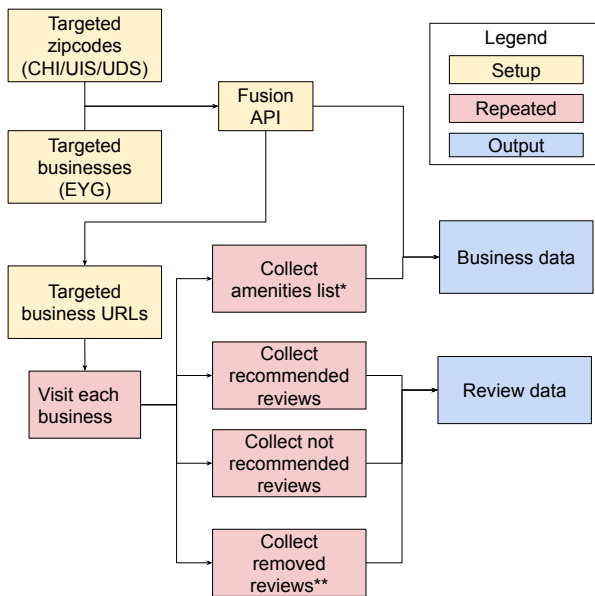 Targeted
zipcodes
(CHI/UIS/UDS)
Legend
Setup
Repeated
Output
Fusion
API
Targeted
businesses
(EYG)
Targeted
business URLs
Collect
amenities list*
Business data
Visit each
business
Collect
recommended
reviews
Review data
Collect not
recommended
reviews
Collect
removed
reviews**